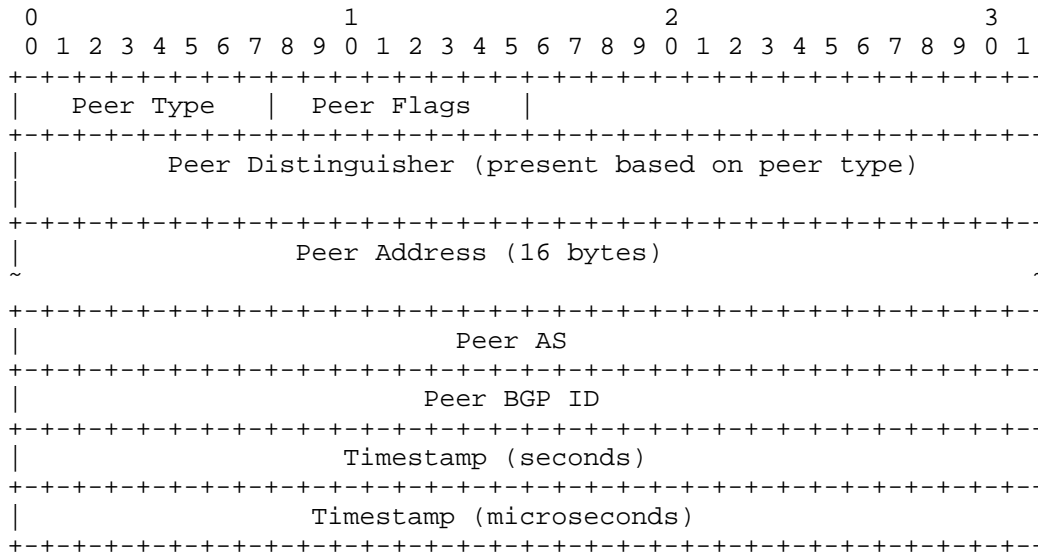 0                   1                   2                   3
0 1 2 3 4 5 6 7 8 9 0 1 2 3 4 5 6 7 8 9 0 1 2 3 4 5 6 7 8 9 0 1
+-+-+-+-+-+-+-+-+-+-+-+-+-+-+-+-+-+-+-+-+-+-+-+-+-+-+-+-+-+-+-+--
|   Peer Type   |  Peer Flags   |
+-+-+-+-+-+-+-+-+-+-+-+-+-+-+-+-+-+-+-+-+-+-+-+-+-+-+-+-+-+-+-+--
|         Peer Distinguisher (present based on peer type)
|
+-+-+-+-+-+-+-+-+-+-+-+-+-+-+-+-+-+-+-+-+-+-+-+-+-+-+-+-+-+-+-+--
|                 Peer Address (16 bytes)
~                                                               ~
+-+-+-+-+-+-+-+-+-+-+-+-+-+-+-+-+-+-+-+-+-+-+-+-+-+-+-+-+-+-+-+--
|                           Peer AS
+-+-+-+-+-+-+-+-+-+-+-+-+-+-+-+-+-+-+-+-+-+-+-+-+-+-+-+-+-+-+-+--
|                         Peer BGP ID
+-+-+-+-+-+-+-+-+-+-+-+-+-+-+-+-+-+-+-+-+-+-+-+-+-+-+-+-+-+-+-+--
|                    Timestamp (seconds)
+-+-+-+-+-+-+-+-+-+-+-+-+-+-+-+-+-+-+-+-+-+-+-+-+-+-+-+-+-+-+-+--
|                  Timestamp (microseconds)
+-+-+-+-+-+-+-+-+-+-+-+-+-+-+-+-+-+-+-+-+-+-+-+-+-+-+-+-+-+-+-+--